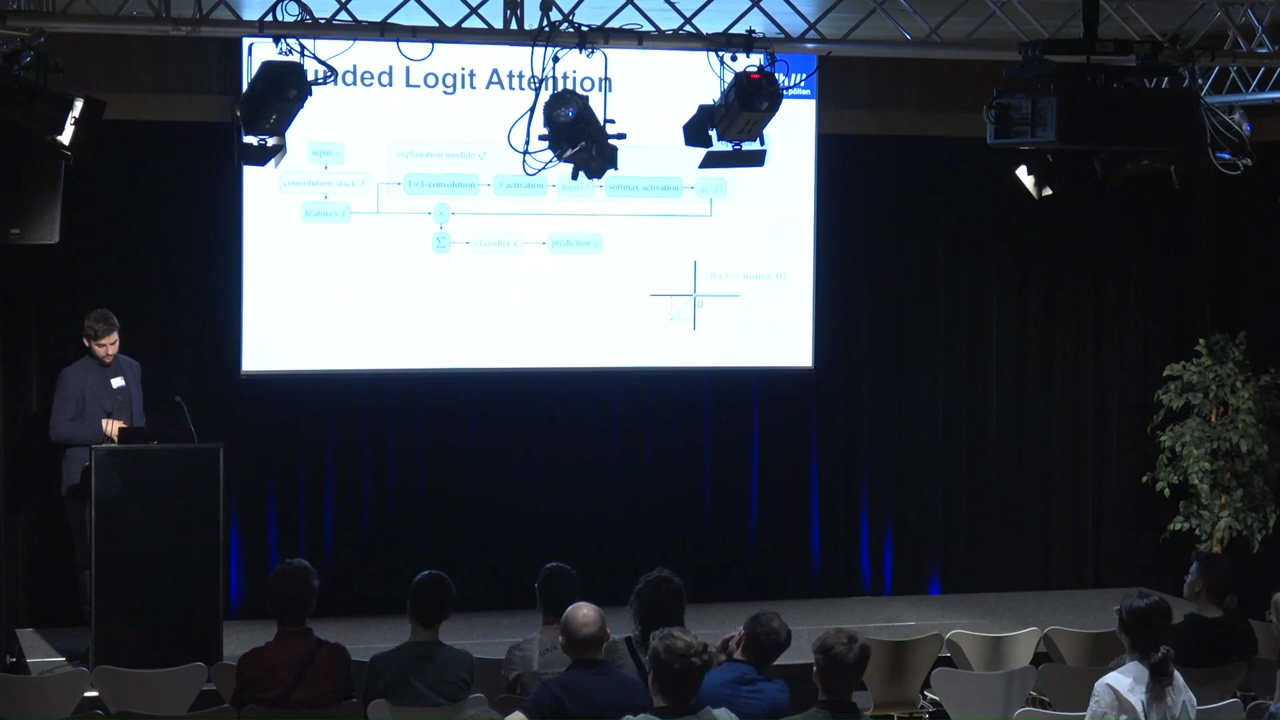 unded Logit Attention
pölten
input
explanation module
convolution stack
1×1-convolution
activation
logits
softmax activation
features f
×
Σ
classifier C
prediction
0